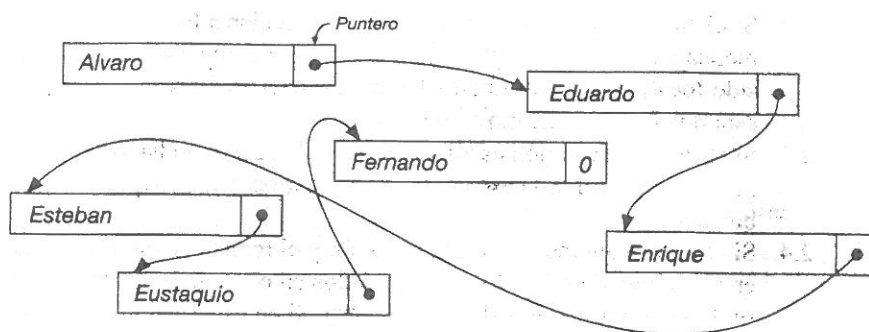 Puntero
Alvaro
Eduardo
Fernando 0
Esteban
Enrique
Eustaquio